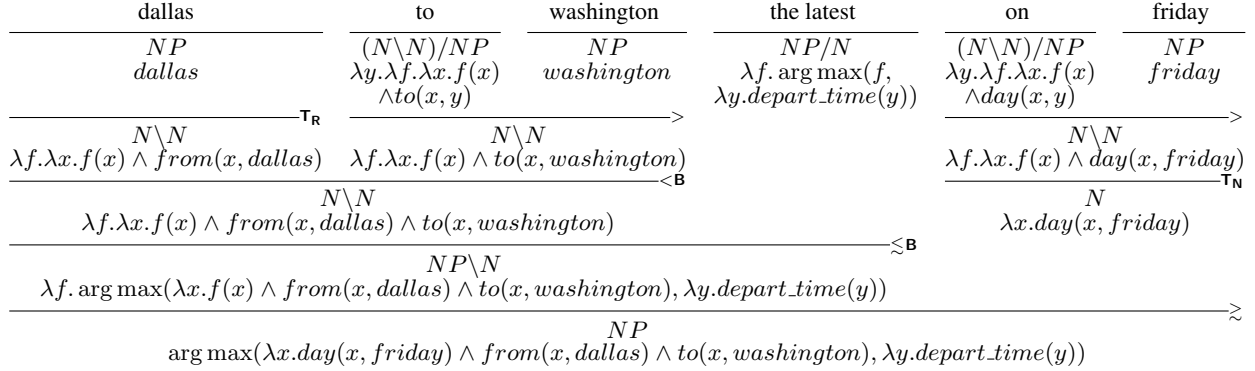 dallas to washington the latest on friday
NP (N\N)/NP NP NP/N (N\N)/NP NP
dallas λy.λf.λx.f(x) washington λf. arg max(f, λy.λf.λx.f(x) friday
∧to(x, y) λy.depart_time(y)) ∧day(x, y)
T_R > >
N\N N\N N\N
λf.λx.f(x) ∧ from(x, dallas) λf.λx.f(x) ∧ to(x, washington) λf.λx.f(x) ∧ day(x, friday)
<B T_N
N\N N
λf.λx.f(x) ∧ from(x, dallas) ∧ to(x, washington) λx.day(x, friday)
≲B
NP\N
λf. arg max(λx.f(x) ∧ from(x, dallas) ∧ to(x, washington), λy.depart_time(y))
≳
NP
arg max(λx.day(x, friday) ∧ from(x, dallas) ∧ to(x, washington), λy.depart_time(y))